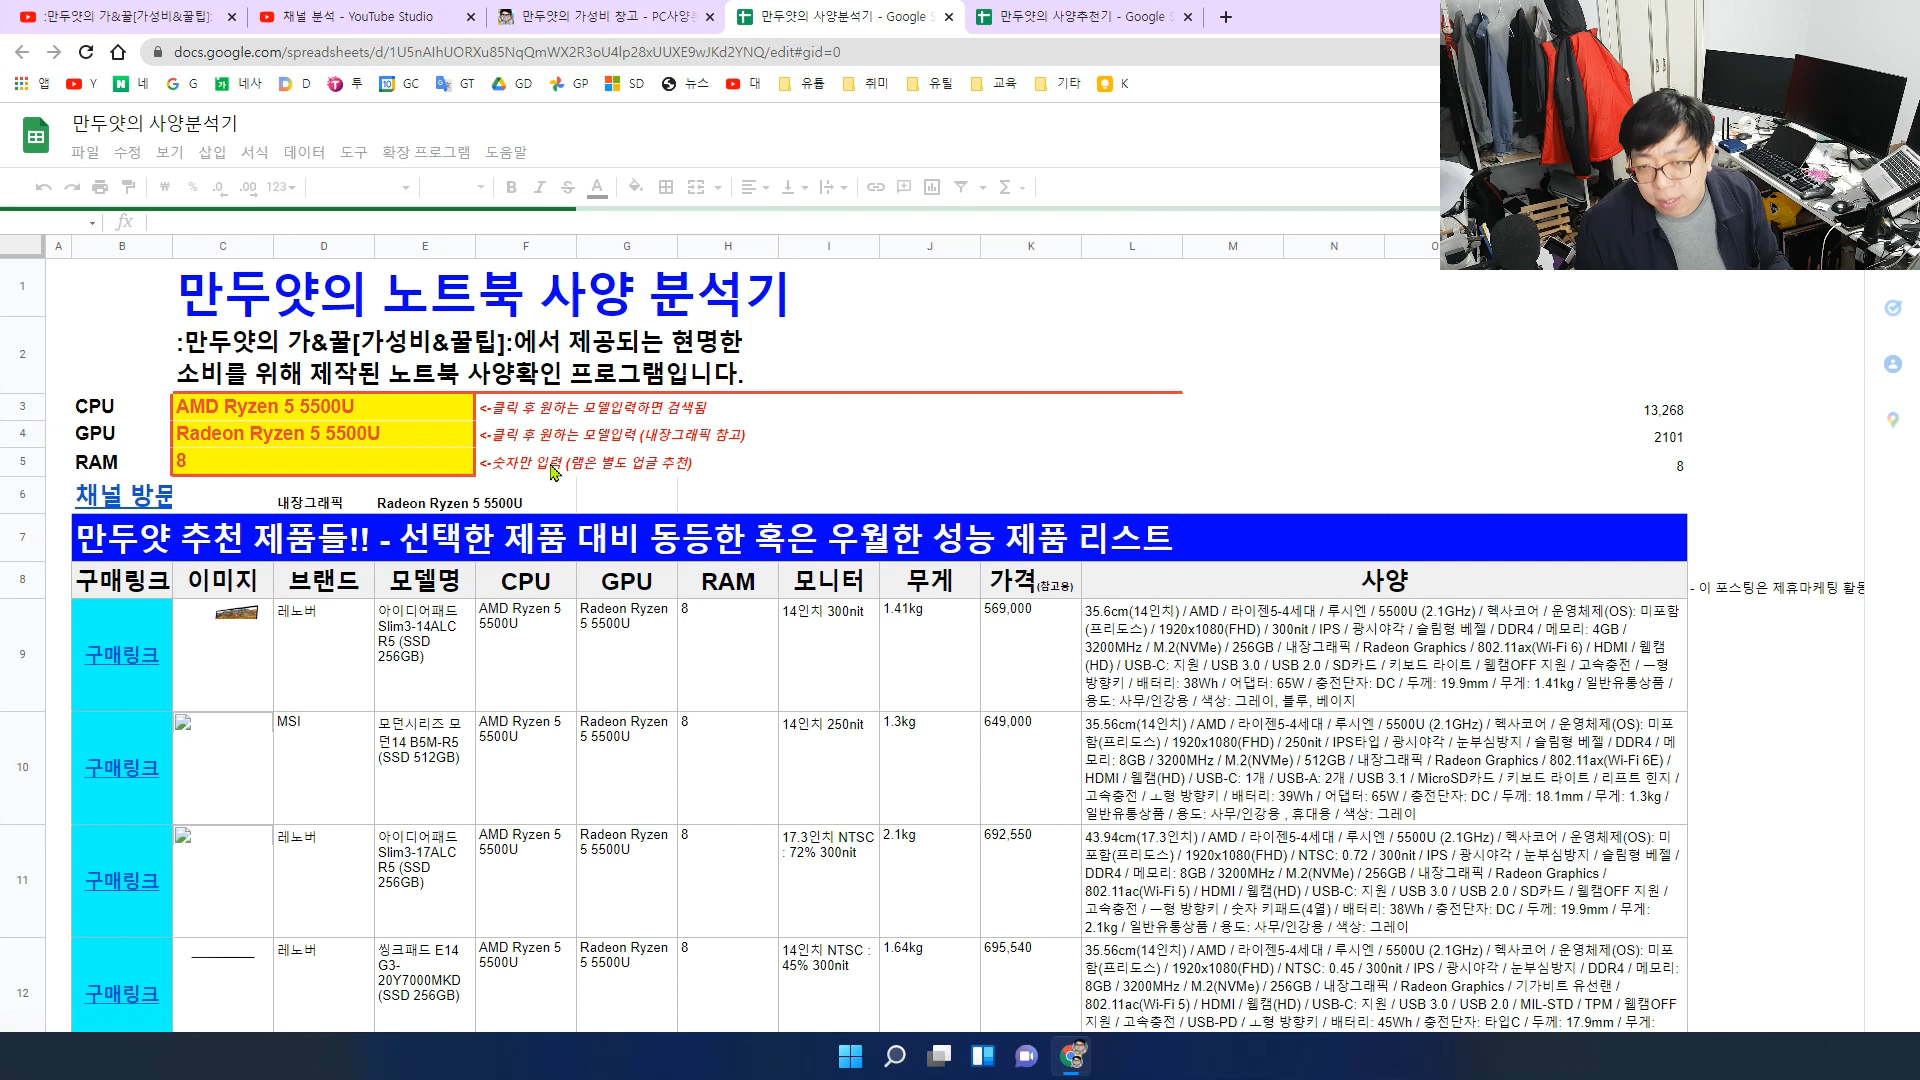 :만두얏의 가&꿀[가성비&꿀팁]:
채널 분석 - YouTube Studio
만두얏의 가성비 창고 - PC사양분
만두얏의 사양분석기 - Google S
만두얏의 사양추천기 - Google S
docs.google.com/spreadsheets/d/1U5nAIhUORXu85NqQmWX2R3oU4lp28xUUXE9wJKd2YNQ/edit#gid=0
앱 Y 네 G 네사 D 투 GC GT GD GP SD 뉴스 대 유틉 취미 유틸 교육 기타 K
만두얏의 사양분석기
파일 수정 보기 삽입 서식 데이터 도구 확장 프로그램 도움말
₩ % .0 .00 123
fx
A B C D E F G H I J K L M N O
1 만두얏의 노트북 사양 분석기
2 :만두얏의 가&꿀[가성비&꿀팁]:에서 제공되는 현명한
소비를 위해 제작된 노트북 사양확인 프로그램입니다.
3 CPU AMD Ryzen 5 5500U <-클릭 후 원하는 모델입력하면 검색됨 13,268
4 GPU Radeon Ryzen 5 5500U <-클릭 후 원하는 모델입력 (내장그래픽 참고) 2101
5 RAM 8 <-숫자만 입력 (램은 별도 업글 추천) 8
6 채널 방문 내장그래픽 Radeon Ryzen 5 5500U
7 만두얏 추천 제품들!! - 선택한 제품 대비 동등한 혹은 우월한 성능 제품 리스트
8 구매링크 이미지 브랜드 모델명 CPU GPU RAM 모니터 무게 가격(참고용) 사양 - 이 포스팅은 제휴마케팅 활동
9 구매링크 레노버
아이디어패드
Slim3-14ALC
R5 (SSD
256GB)
AMD Ryzen 5
5500U
Radeon Ryzen
5 5500U
8 14인치 300nit 1.41kg 569,000
35.6cm(14인치) / AMD / 라이젠5-4세대 / 루시엔 / 5500U (2.1GHz) / 헥사코어 / 운영체제(OS): 미포함
(프리도스) / 1920x1080(FHD) / 300nit / IPS / 광시야각 / 슬림형 베젤 / DDR4 / 메모리: 4GB /
3200MHz / M.2(NVMe) / 256GB / 내장그래픽 / Radeon Graphics / 802.11ax(Wi-Fi 6) / HDMI / 웹캠
(HD) / USB-C: 지원 / USB 3.0 / USB 2.0 / SD카드 / 키보드 라이트 / 웹캠OFF 지원 / 고속충전 / ㅡ형
방향키 / 배터리: 38Wh / 어댑터: 65W / 충전단자: DC / 두께: 19.9mm / 무게: 1.41kg / 일반유통상품 /
용도: 사무/인강용 / 색상: 그레이, 블루, 베이지
10 구매링크 MSI
모던시리즈 모
던14 B5M-R5
(SSD 512GB)
AMD Ryzen 5
5500U
Radeon Ryzen
5 5500U
8 14인치 250nit 1.3kg 649,000
35.56cm(14인치) / AMD / 라이젠5-4세대 / 루시엔 / 5500U (2.1GHz) / 헥사코어 / 운영체제(OS): 미포
함(프리도스) / 1920x1080(FHD) / 250nit / IPS타입 / 광시야각 / 눈부심방지 / 슬림형 베젤 / DDR4 / 메
모리: 8GB / 3200MHz / M.2(NVMe) / 512GB / 내장그래픽 / Radeon Graphics / 802.11ax(Wi-Fi 6E) /
HDMI / 웹캠(HD) / USB-C: 1개 / USB-A: 2개 / USB 3.1 / MicroSD카드 / 키보드 라이트 / 리프트 힌지 /
고속충전 / ㅗ형 방향키 / 배터리: 39Wh / 어댑터: 65W / 충전단자: DC / 두께: 18.1mm / 무게: 1.3kg /
일반유통상품 / 용도: 사무/인강용 , 휴대용 / 색상: 그레이
11 구매링크 레노버
아이디어패드
Slim3-17ALC
R5 (SSD
256GB)
AMD Ryzen 5
5500U
Radeon Ryzen
5 5500U
8
17.3인치 NTSC
: 72% 300nit
2.1kg 692,550
43.94cm(17.3인치) / AMD / 라이젠5-4세대 / 루시엔 / 5500U (2.1GHz) / 헥사코어 / 운영체제(OS): 미
포함(프리도스) / 1920x1080(FHD) / NTSC: 0.72 / 300nit / IPS / 광시야각 / 눈부심방지 / 슬림형 베젤 /
DDR4 / 메모리: 8GB / 3200MHz / M.2(NVMe) / 256GB / 내장그래픽 / Radeon Graphics /
802.11ac(Wi-Fi 5) / HDMI / 웹캠(HD) / USB-C: 지원 / USB 3.0 / USB 2.0 / SD카드 / 웹캠OFF 지원 /
고속충전 / ㅡ형 방향키 / 숫자 키패드(4열) / 배터리: 38Wh / 충전단자: DC / 두께: 19.9mm / 무게:
2.1kg / 일반유통상품 / 용도: 사무/인강용 / 색상: 그레이
12 구매링크 레노버
씽크패드 E14
G3-
20Y7000MKD
(SSD 256GB)
AMD Ryzen 5
5500U
Radeon Ryzen
5 5500U
8
14인치 NTSC :
45% 300nit
1.64kg 695,540
35.56cm(14인치) / AMD / 라이젠5-4세대 / 루시엔 / 5500U (2.1GHz) / 헥사코어 / 운영체제(OS): 미포
함(프리도스) / 1920x1080(FHD) / NTSC: 0.45 / 300nit / IPS / 광시야각 / 눈부심방지 / DDR4 / 메모리:
8GB / 3200MHz / M.2(NVMe) / 256GB / 내장그래픽 / Radeon Graphics / 기가비트 유선랜 /
802.11ac(Wi-Fi 5) / HDMI / 웹캠(HD) / USB-C: 지원 / USB 3.0 / USB 2.0 / MIL-STD / TPM / 웹캠OFF
지원 / 고속충전 / USB-PD / ㅗ형 방향키 / 배터리: 45Wh / 충전단자: 타입C / 두께: 17.9mm / 무게: